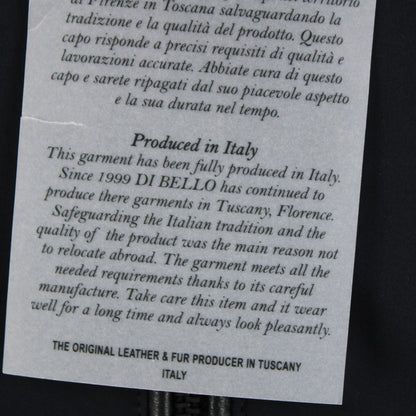 di Firenze in Toscana salvaguardando la
tradizione e la qualità del prodotto. Questo
capo risponde a precisi requisiti di qualità e
lavorazioni accurate. Abbiate cura di questo
capo e sarete ripagati dal suo piacevole aspetto
e la sua durata nel tempo.
Produced in Italy
This garment has been fully produced in Italy.
Since 1999 DI BELLO has continued to
produce there garments in Tuscany, Florence.
Safeguarding the Italian tradition and the
quality of the product was the main reason not
to relocate abroad. The garment meets all the
needed requirements thanks to its careful
manufacture. Take care this item and it wear
well for a long time and always look pleasantly.
THE ORIGINAL LEATHER & FUR PRODUCER IN TUSCANY
ITALY